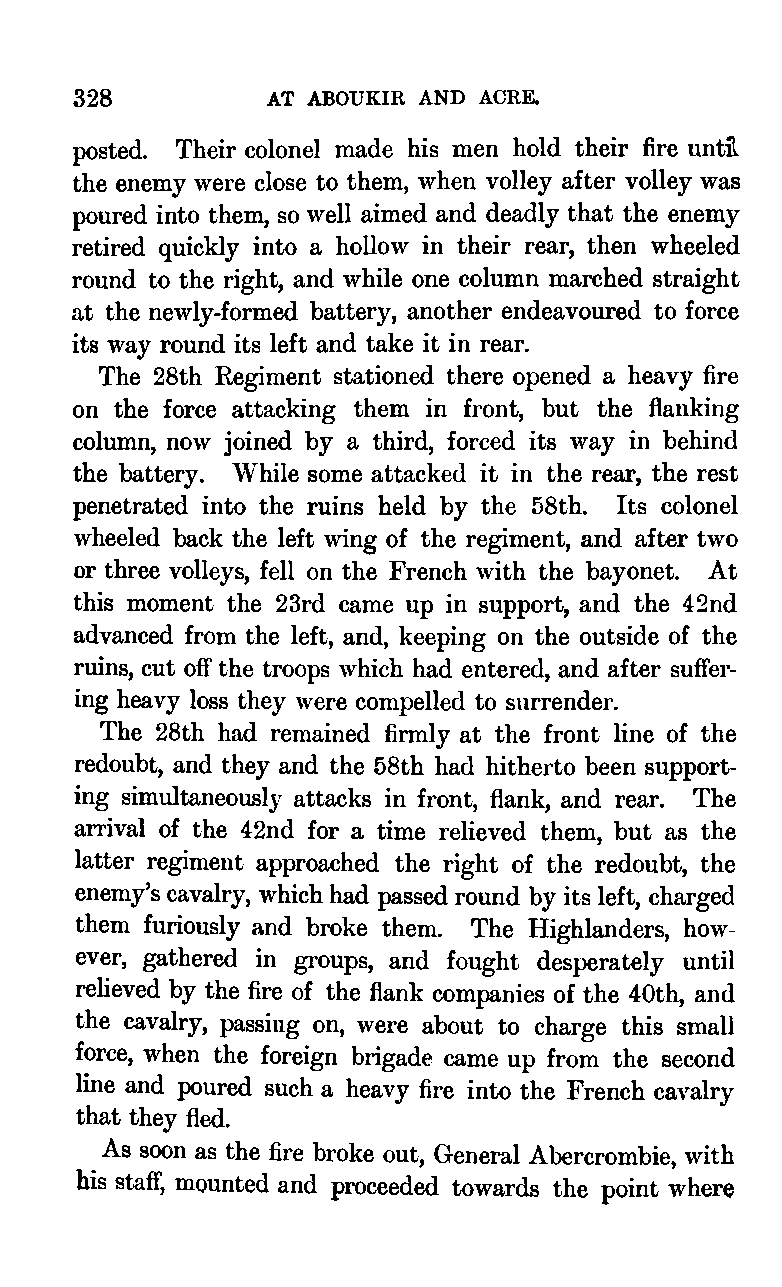 328 AT ABOUKIR AND ACRE.
posted. Their colonel made his men hold their fire until
the enemy were close to them, when volley after volley was
poured into them, so well aimed and deadly that the enemy
retired quickly into a hollow in their rear, then wheeled
round to the right, and while one column marched straight
at the newly-formed battery, another endeavoured to force
its way round its left and take it in rear.
The 28th Regiment stationed there opened a heavy fire
on the force attacking them in front, but the flanking
column, now joined by a third, forced its way in behind
the battery. While some attacked it in the rear, the rest
penetrated into the ruins held by the 58th. Its colonel
wheeled back the left wing of the regiment, and after two
or three volleys, fell on the French with the bayonet. At
this moment the 23rd came up in support, and the 42nd
advanced from the left, and, keeping on the outside of the
ruins, cut off the troops which had entered, and after suffer-
ing heavy loss they were compelled to surrender.
The 28th had remained firmly at the front line of the
redoubt, and they and the 58th had hitherto been support-
ing simultaneously attacks in front, flank, and rear. The
arrival of the 42nd for a time relieved them, but as the
latter regiment approached the right of the redoubt, the
enemy's cavalry, which had passed round by its left, charged
them furiously and broke them. The Highlanders, how-
ever, gathered in groups, and fought desperately until
relieved by the fire of the flank companies of the 40th, and
the cavalry, passing on, were about to charge this small
force, when the foreign brigade came up from the second
line and poured such a heavy fire into the French cavalry
that they fled.
As soon as the fire broke out, General Abercrombie, with
his staff, mounted and proceeded towards the point where